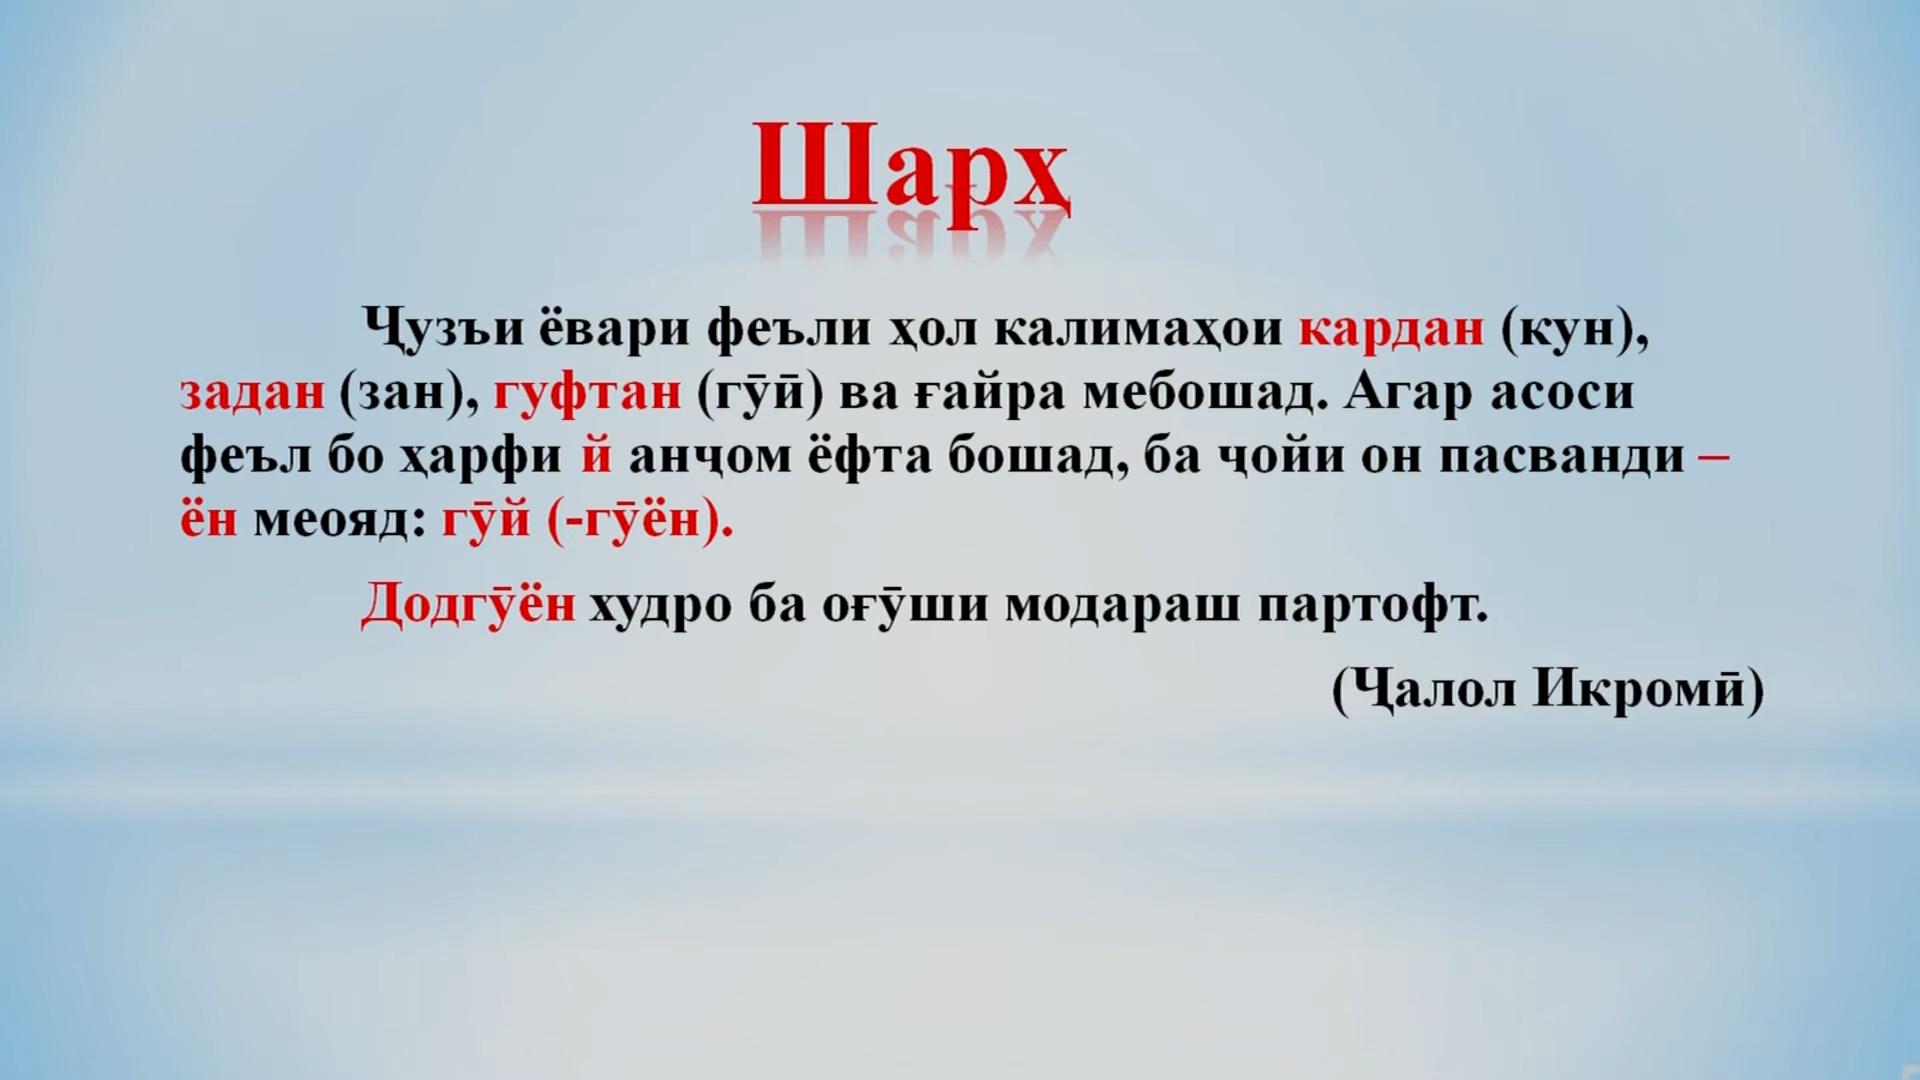 Шарҳ
Ҷузъи ёвари феъли ҳол калимаҳои кардан (кун),
задан (зан), гуфтан (гӯӣ) ва ғайра мебошад. Агар асоси
феъл бо ҳарфи й анҷом ёфта бошад, ба ҷойи он пасванди –
ён меояд: гӯй (-гӯён).
Додгӯён худро ба оғӯши модараш партофт.
(Ҷалол Икромӣ)